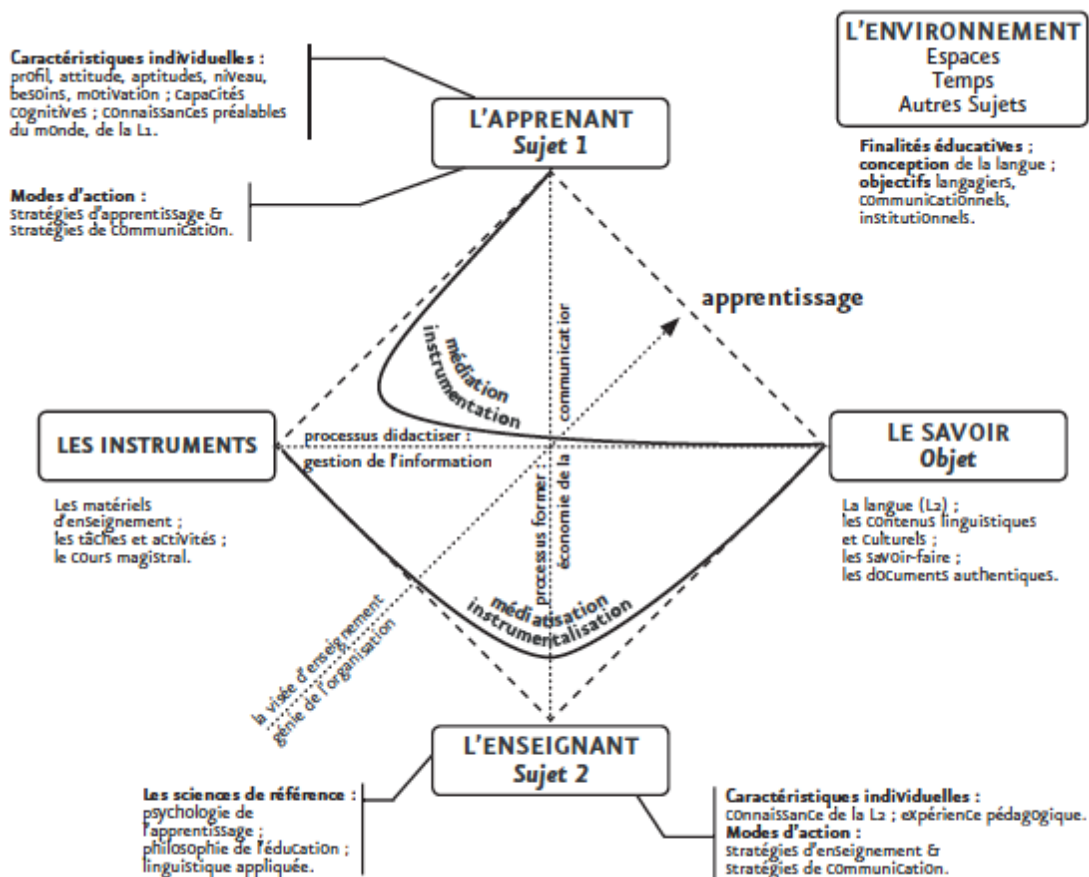 Caractéristiques individuelles :
profil, attitude, aptitudes, niveau,
besoins, motivation ; capacités
cognitives ; connaissances préalables
du monde, de la L1.
L'APPRENANT
Sujet 1
L'ENVIRONNEMENT
Espaces
Temps
Autres Sujets
Finalités éducatives ;
conception de la langue ;
objectifs langagiers,
communicationnels,
institutionnels.
Modes d'action :
stratégies d'apprentissage &
stratégies de communication.
apprentissage
médiation
instrumentation
processus former :
économie de la communication
LES INSTRUMENTS
processus didactiser :
gestion de l'information
LE SAVOIR
Objet
Les matériels
d'enseignement ;
les tâches et activités ;
le cours magistral.
La langue (L2) ;
les contenus linguistiques
et culturels ;
les savoir-faire ;
les documents authentiques.
médiatisation
instrumentalisation
la visée d'enseignement
génie de l'organisation
L'ENSEIGNANT
Sujet 2
Les sciences de référence :
psychologie de
l'apprentissage ;
philosophie de l'éducation ;
linguistique appliquée.
Caractéristiques individuelles :
connaissance de la L2 ; expérience pédagogique.
Modes d'action :
stratégies d'enseignement &
stratégies de communication.